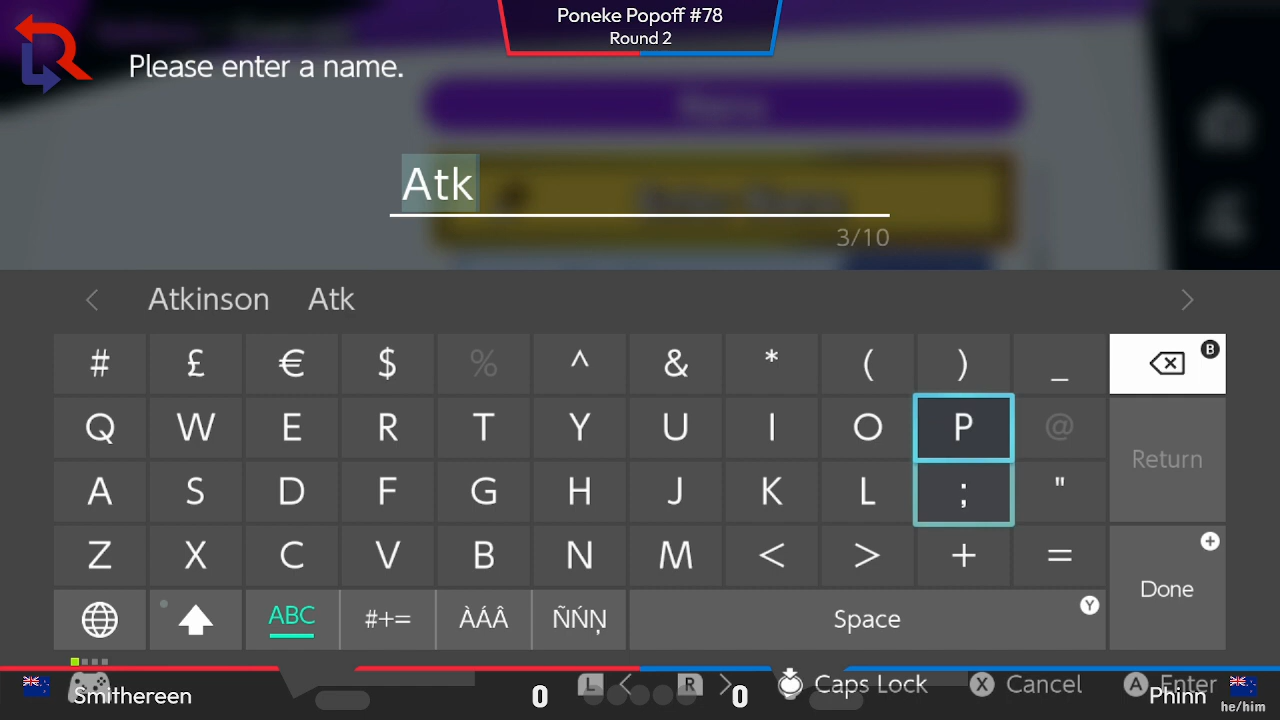 Poneke Popoff #78
Round 2
Please enter a name.
Atk
3/10
Atkinson Atk
# £ € $ % ^ & * ( ) _ B
Q W E R T Y U I O P @ Return
A S D F G H J K L ; "
Z X C V B N M < > + = Done
ABC #+= ÀÁÂ ÑŃŅ Space Y
Smithereen 0 L R 0 Caps Lock X Cancel A Enter
Phinn
he/him